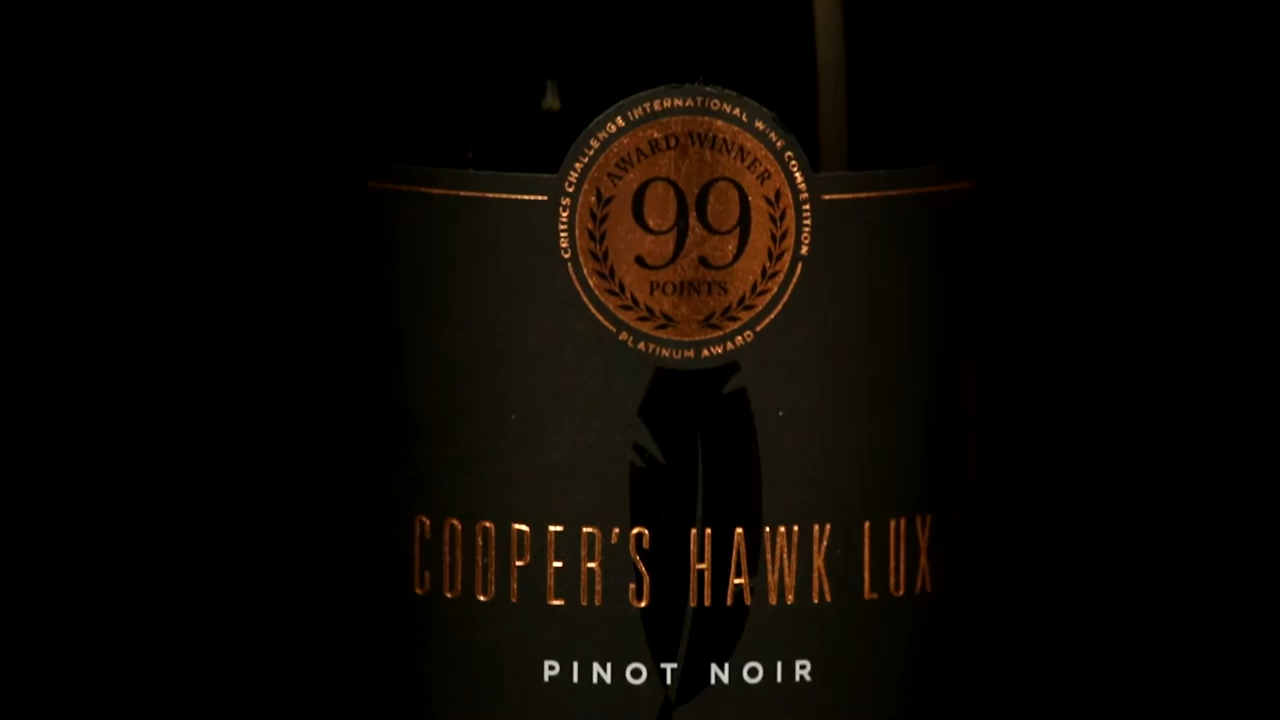 CRITICS CHALLENGE INTERNATIONAL WINE COMPETITION
AWARD WINNER
99
POINTS
PLATINUM AWARD
COOPER'S HAWK LUX
PINOT NOIR